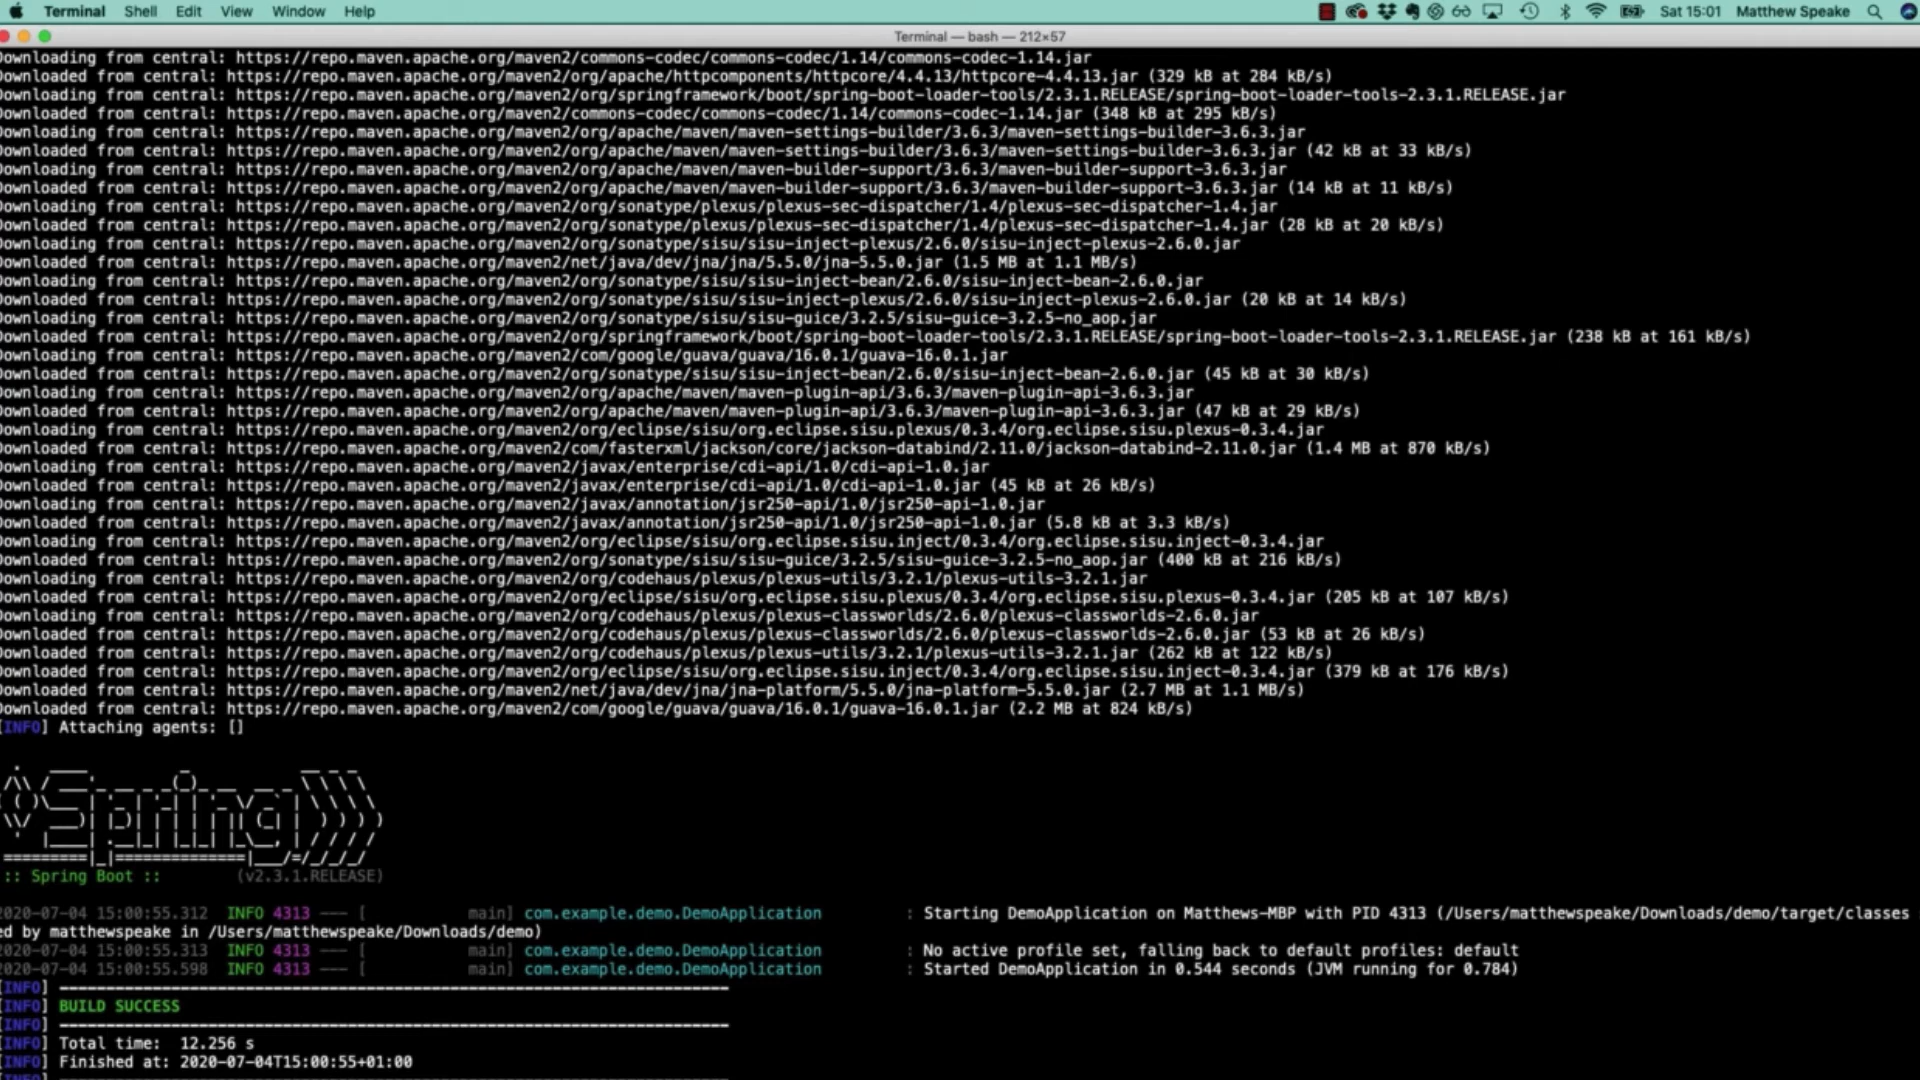 Terminal Shell Edit View Window Help Sat 15:01 Matthew Speake
Terminal — bash — 212×57
Downloading from central: https://repo.maven.apache.org/maven2/commons-codec/commons-codec/1.14/commons-codec-1.14.jar
Downloaded from central: https://repo.maven.apache.org/maven2/org/apache/httpcomponents/httpcore/4.4.13/httpcore-4.4.13.jar (329 kB at 284 kB/s)
Downloading from central: https://repo.maven.apache.org/maven2/org/springframework/boot/spring-boot-loader-tools/2.3.1.RELEASE/spring-boot-loader-tools-2.3.1.RELEASE.jar
Downloaded from central: https://repo.maven.apache.org/maven2/commons-codec/commons-codec/1.14/commons-codec-1.14.jar (348 kB at 295 kB/s)
Downloading from central: https://repo.maven.apache.org/maven2/org/apache/maven/maven-settings-builder/3.6.3/maven-settings-builder-3.6.3.jar
Downloaded from central: https://repo.maven.apache.org/maven2/org/apache/maven/maven-settings-builder/3.6.3/maven-settings-builder-3.6.3.jar (42 kB at 33 kB/s)
Downloading from central: https://repo.maven.apache.org/maven2/org/apache/maven/maven-builder-support/3.6.3/maven-builder-support-3.6.3.jar
Downloaded from central: https://repo.maven.apache.org/maven2/org/apache/maven/maven-builder-support/3.6.3/maven-builder-support-3.6.3.jar (14 kB at 11 kB/s)
Downloading from central: https://repo.maven.apache.org/maven2/org/sonatype/plexus/plexus-sec-dispatcher/1.4/plexus-sec-dispatcher-1.4.jar
Downloaded from central: https://repo.maven.apache.org/maven2/org/sonatype/plexus/plexus-sec-dispatcher/1.4/plexus-sec-dispatcher-1.4.jar (28 kB at 20 kB/s)
Downloading from central: https://repo.maven.apache.org/maven2/org/sonatype/sisu/sisu-inject-plexus/2.6.0/sisu-inject-plexus-2.6.0.jar
Downloaded from central: https://repo.maven.apache.org/maven2/net/java/dev/jna/jna/5.5.0/jna-5.5.0.jar (1.5 MB at 1.1 MB/s)
Downloading from central: https://repo.maven.apache.org/maven2/org/sonatype/sisu/sisu-inject-bean/2.6.0/sisu-inject-bean-2.6.0.jar
Downloaded from central: https://repo.maven.apache.org/maven2/org/sonatype/sisu/sisu-inject-plexus/2.6.0/sisu-inject-plexus-2.6.0.jar (20 kB at 14 kB/s)
Downloading from central: https://repo.maven.apache.org/maven2/org/sonatype/sisu/sisu-guice/3.2.5/sisu-guice-3.2.5-no_aop.jar
Downloaded from central: https://repo.maven.apache.org/maven2/org/springframework/boot/spring-boot-loader-tools/2.3.1.RELEASE/spring-boot-loader-tools-2.3.1.RELEASE.jar (238 kB at 161 kB/s)
Downloading from central: https://repo.maven.apache.org/maven2/com/google/guava/guava/16.0.1/guava-16.0.1.jar
Downloaded from central: https://repo.maven.apache.org/maven2/org/sonatype/sisu/sisu-inject-bean/2.6.0/sisu-inject-bean-2.6.0.jar (45 kB at 30 kB/s)
Downloading from central: https://repo.maven.apache.org/maven2/org/apache/maven/maven-plugin-api/3.6.3/maven-plugin-api-3.6.3.jar
Downloaded from central: https://repo.maven.apache.org/maven2/org/apache/maven/maven-plugin-api/3.6.3/maven-plugin-api-3.6.3.jar (47 kB at 29 kB/s)
Downloading from central: https://repo.maven.apache.org/maven2/org/eclipse/sisu/org.eclipse.sisu.plexus/0.3.4/org.eclipse.sisu.plexus-0.3.4.jar
Downloaded from central: https://repo.maven.apache.org/maven2/com/fasterxml/jackson/core/jackson-databind/2.11.0/jackson-databind-2.11.0.jar (1.4 MB at 870 kB/s)
Downloading from central: https://repo.maven.apache.org/maven2/javax/enterprise/cdi-api/1.0/cdi-api-1.0.jar
Downloaded from central: https://repo.maven.apache.org/maven2/javax/enterprise/cdi-api/1.0/cdi-api-1.0.jar (45 kB at 26 kB/s)
Downloading from central: https://repo.maven.apache.org/maven2/javax/annotation/jsr250-api/1.0/jsr250-api-1.0.jar
Downloaded from central: https://repo.maven.apache.org/maven2/javax/annotation/jsr250-api/1.0/jsr250-api-1.0.jar (5.8 kB at 3.3 kB/s)
Downloading from central: https://repo.maven.apache.org/maven2/org/eclipse/sisu/org.eclipse.sisu.inject/0.3.4/org.eclipse.sisu.inject-0.3.4.jar
Downloaded from central: https://repo.maven.apache.org/maven2/org/sonatype/sisu/sisu-guice/3.2.5/sisu-guice-3.2.5-no_aop.jar (400 kB at 216 kB/s)
Downloading from central: https://repo.maven.apache.org/maven2/org/codehaus/plexus/plexus-utils/3.2.1/plexus-utils-3.2.1.jar
Downloaded from central: https://repo.maven.apache.org/maven2/org/eclipse/sisu/org.eclipse.sisu.plexus/0.3.4/org.eclipse.sisu.plexus-0.3.4.jar (205 kB at 107 kB/s)
Downloading from central: https://repo.maven.apache.org/maven2/org/codehaus/plexus/plexus-classworlds/2.6.0/plexus-classworlds-2.6.0.jar
Downloaded from central: https://repo.maven.apache.org/maven2/org/codehaus/plexus/plexus-classworlds/2.6.0/plexus-classworlds-2.6.0.jar (53 kB at 26 kB/s)
Downloaded from central: https://repo.maven.apache.org/maven2/org/codehaus/plexus/plexus-utils/3.2.1/plexus-utils-3.2.1.jar (262 kB at 122 kB/s)
Downloaded from central: https://repo.maven.apache.org/maven2/org/eclipse/sisu/org.eclipse.sisu.inject/0.3.4/org.eclipse.sisu.inject-0.3.4.jar (379 kB at 176 kB/s)
Downloaded from central: https://repo.maven.apache.org/maven2/net/java/dev/jna/jna-platform/5.5.0/jna-platform-5.5.0.jar (2.7 MB at 1.1 MB/s)
Downloaded from central: https://repo.maven.apache.org/maven2/com/google/guava/guava/16.0.1/guava-16.0.1.jar (2.2 MB at 824 kB/s)
[INFO] Attaching agents: []
Spring
:: Spring Boot :: (v2.3.1.RELEASE)
2020-07-04 15:00:55.312 INFO 4313 --- [ main] com.example.demo.DemoApplication : Starting DemoApplication on Matthews-MBP with PID 4313 (/Users/matthewspeake/Downloads/demo/target/classes
ed by matthewspeake in /Users/matthewspeake/Downloads/demo)
2020-07-04 15:00:55.313 INFO 4313 --- [ main] com.example.demo.DemoApplication : No active profile set, falling back to default profiles: default
2020-07-04 15:00:55.598 INFO 4313 --- [ main] com.example.demo.DemoApplication : Started DemoApplication in 0.544 seconds (JVM running for 0.784)
[INFO] ------------------------------------------------------------------------
[INFO] BUILD SUCCESS
[INFO] ------------------------------------------------------------------------
[INFO] Total time: 12.256 s
[INFO] Finished at: 2020-07-04T15:00:55+01:00
[INFO] ------------------------------------------------------------------------